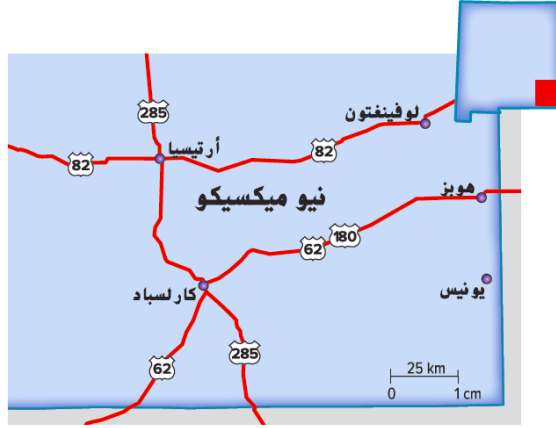 285
لوفينغتون
أرتيسيا
82
82
نيو ميكسيكو
هوبز
180
62
يونيس
كارلسباد
62
285
25 km
0 1 cm